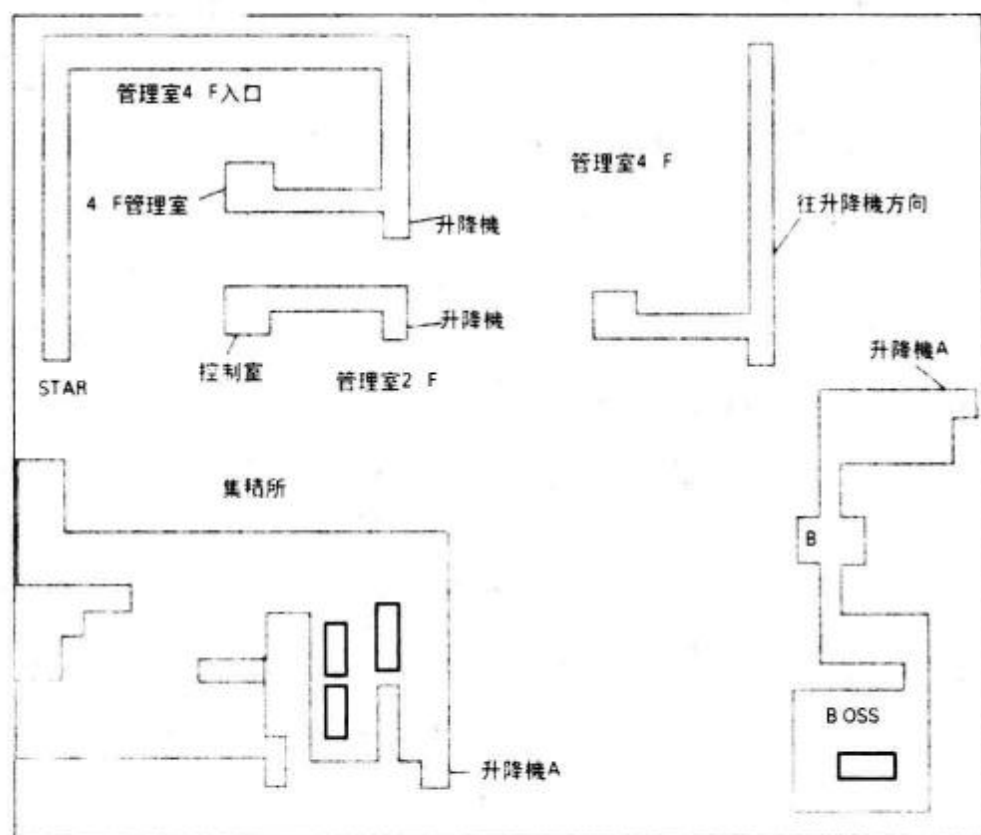 管理室4 F入口
管理室4 F
4 F管理室
升降機
往升降機方向
升降機
控制室
管理室2 F
升降機A
STAR
集積所
B
B OSS
升降機A